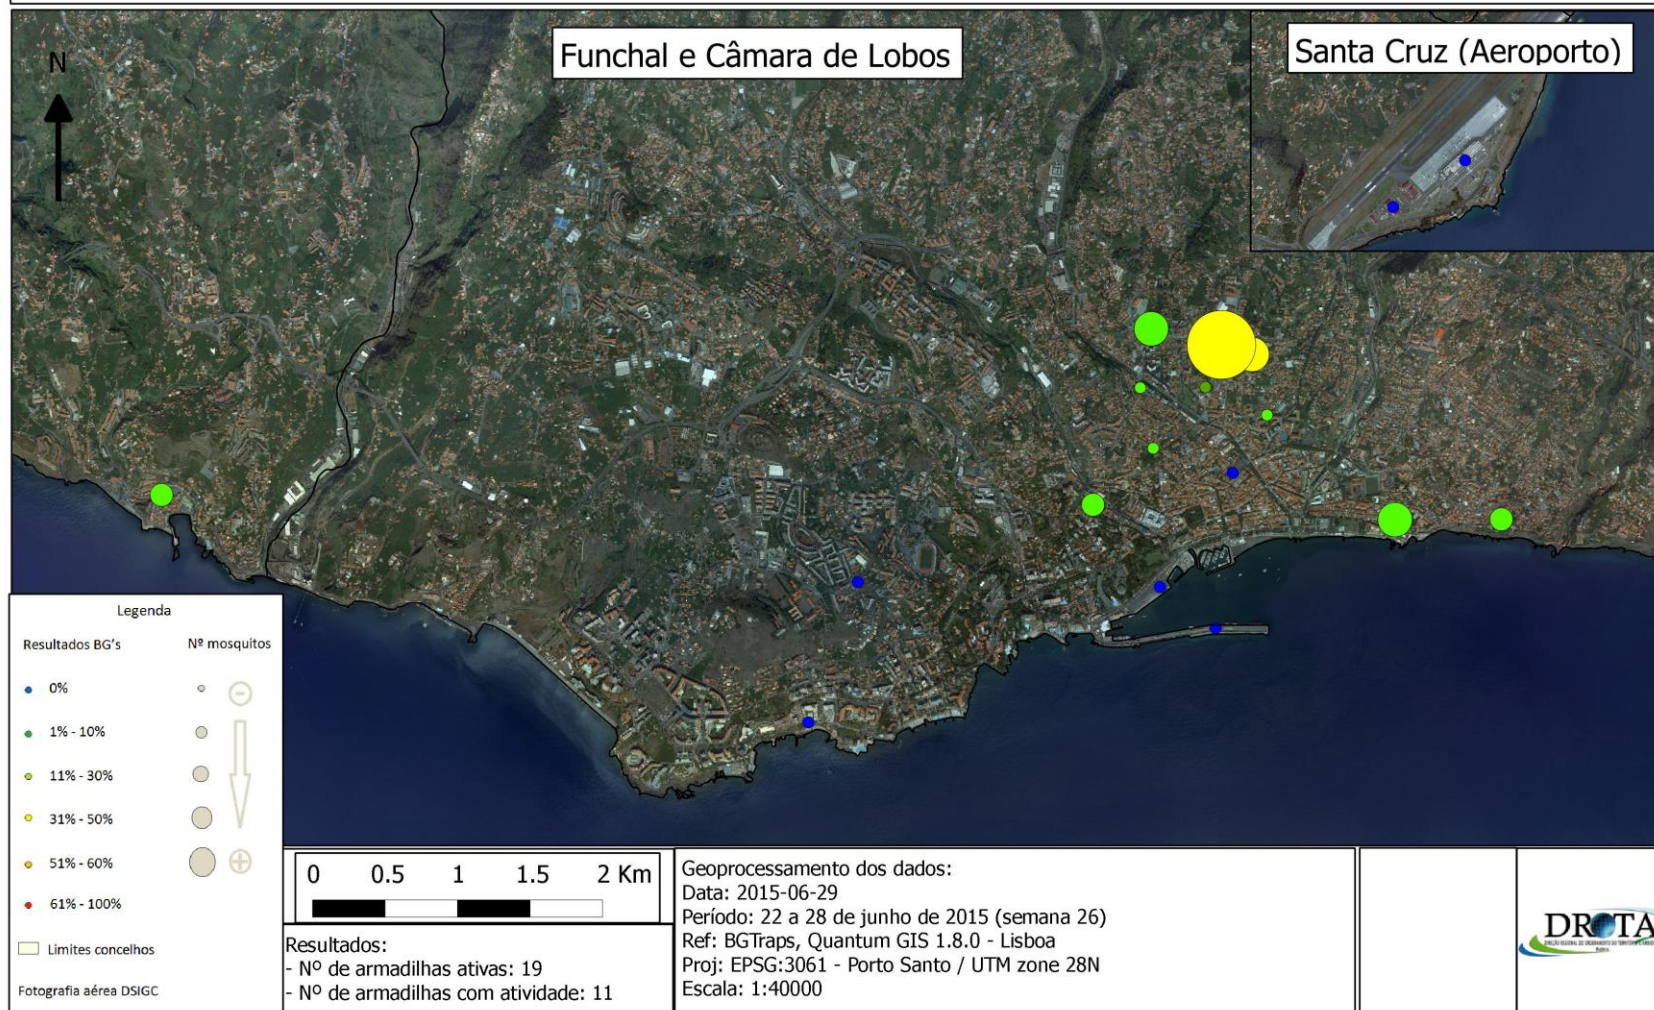 Funchal e Câmara de Lobos
Santa Cruz (Aeroporto)
N
Legenda
Resultados BG's
Nº mosquitos
0%
1% - 10%
11% - 30%
31% - 50%
51% - 60%
61% - 100%
Limites concelhos
Fotografia aérea DSIGC
0 0.5 1 1.5 2 Km
Resultados:
- Nº de armadilhas ativas: 19
- Nº de armadilhas com atividade: 11
Geoprocessamento dos dados:
Data: 2015-06-29
Período: 22 a 28 de junho de 2015 (semana 26)
Ref: BGTraps, Quantum GIS 1.8.0 - Lisboa
Proj: EPSG:3061 - Porto Santo / UTM zone 28N
Escala: 1:40000
DROTA